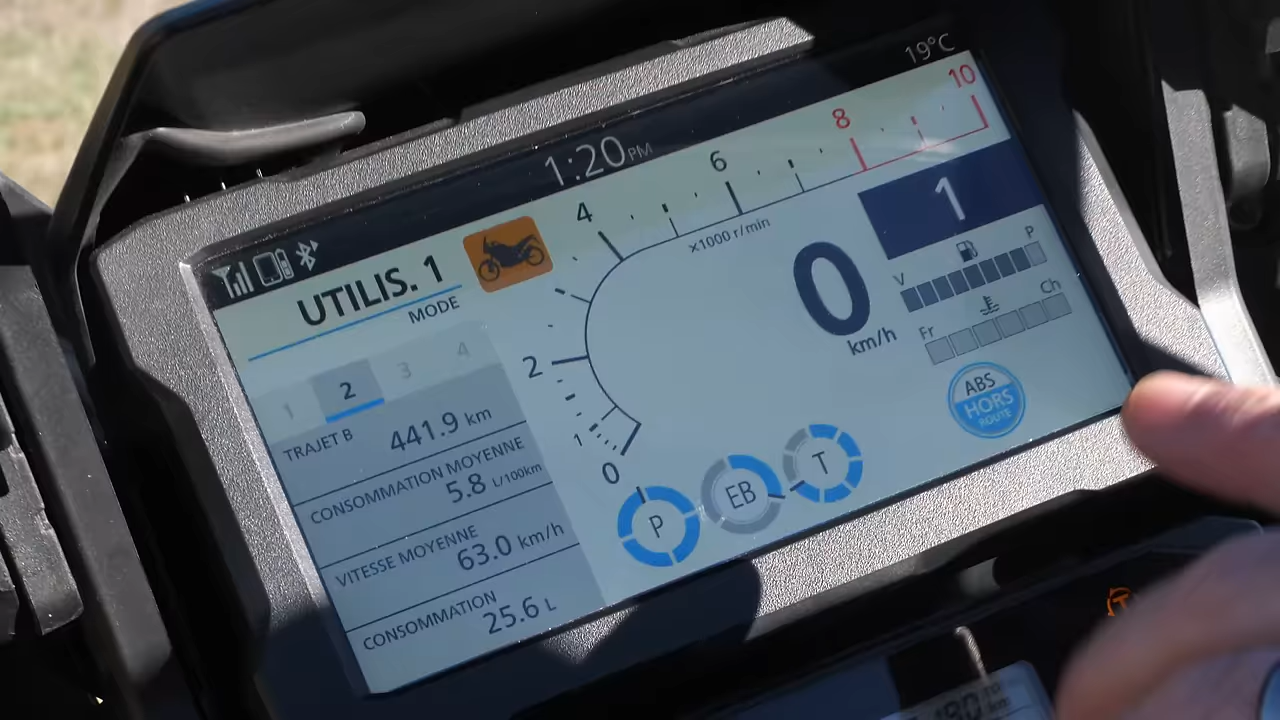 19°C
1:20 PM
UTILIS. 1
MODE
1 2 3 4
TRAJET B
441.9 km
CONSOMMATION MOYENNE
5.8 L/100km
VITESSE MOYENNE
63.0 km/h
CONSOMMATION
25.6 L
0 1 2 4 6 8 10
x1000 r/min
0
km/h
1
V P
Fr Ch
ABS
HORS
ROUTE
P EB T